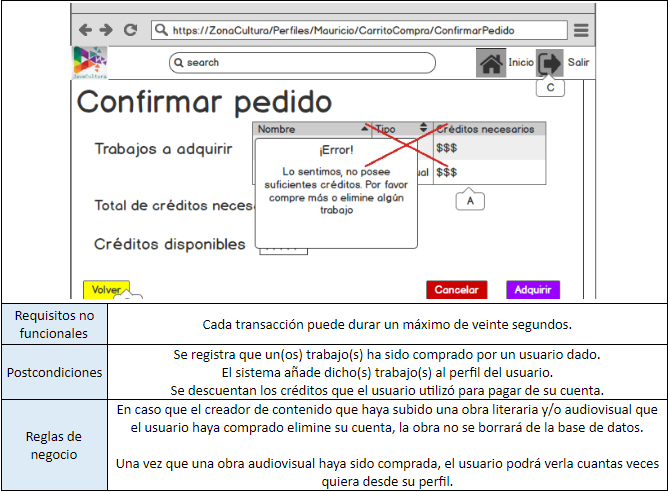 https://ZonaCultura/Perfiles/Mauricio/CarritoCompra/ConfirmarPedido
ZonaCultura
search
Inicio
Salir
C
Confirmar pedido
Nombre Tipo Créditos necesarios
Trabajos a adquirir
¡Error!
$$$
Lo sentimos, no posee
suficientes créditos. Por favor
compre más o elimine algún
trabajo
ual $$$
A
Total de créditos neces
Créditos disponibles
Volver
Cancelar
Adquirir
Requisitos no
funcionales
Cada transacción puede durar un máximo de veinte segundos.
Postcondiciones
Se registra que un(os) trabajo(s) ha sido comprado por un usuario dado.
El sistema añade dicho(s) trabajo(s) al perfil del usuario.
Se descuentan los créditos que el usuario utilizó para pagar de su cuenta.
Reglas de
negocio
En caso que el creador de contenido que haya subido una obra literaria y/o audiovisual que
el usuario haya comprado elimine su cuenta, la obra no se borrará de la base de datos.
Una vez que una obra audiovisual haya sido comprada, el usuario podrá verla cuantas veces
quiera desde su perfil.